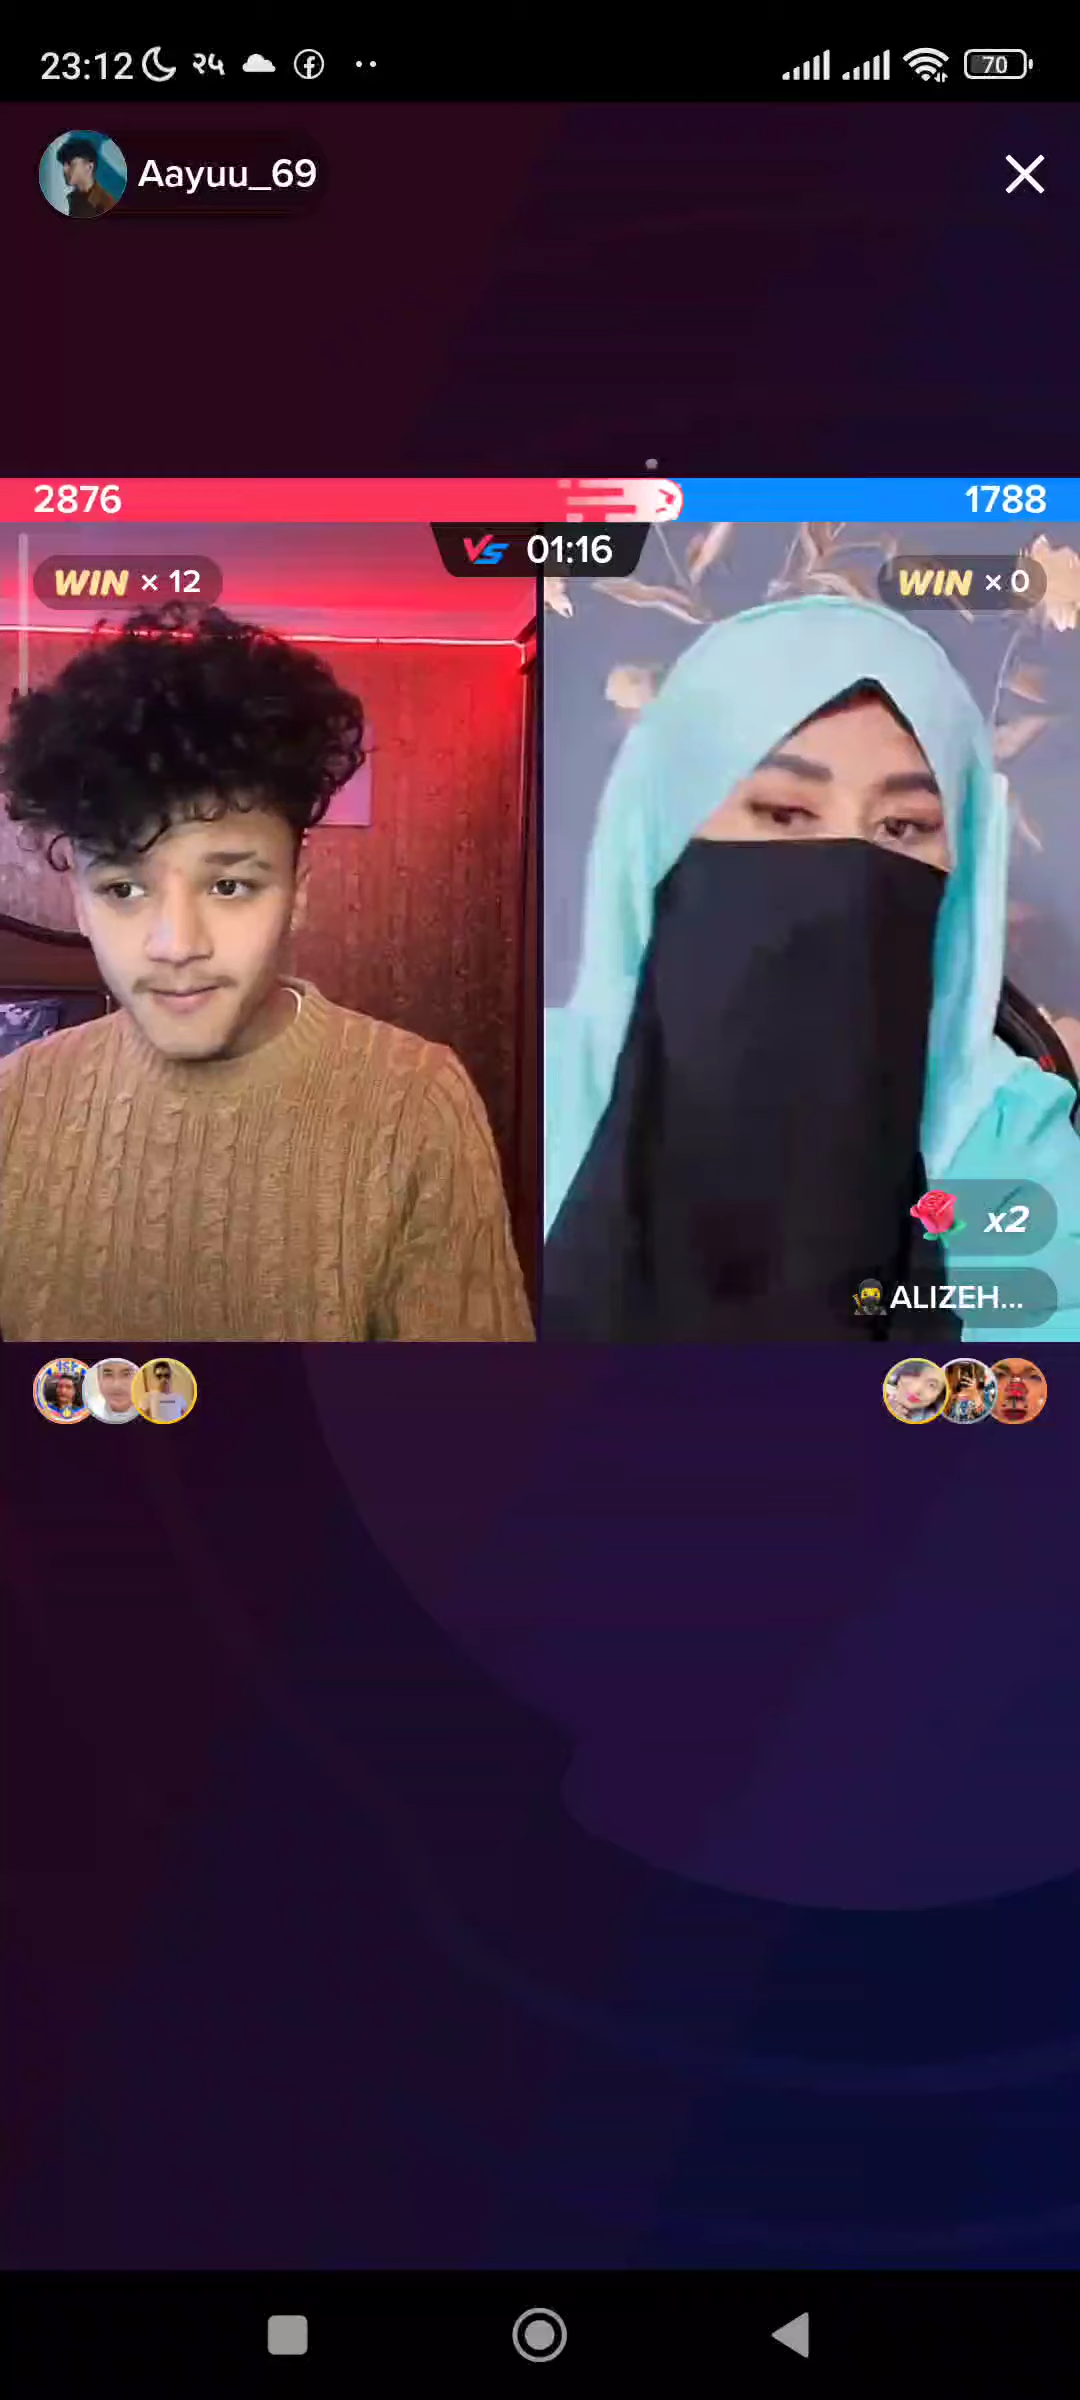 23:12 २५ 70
Aayuu_69
2876 1788
VS 01:16
WIN × 12 WIN × 0
x2
ALIZEH...